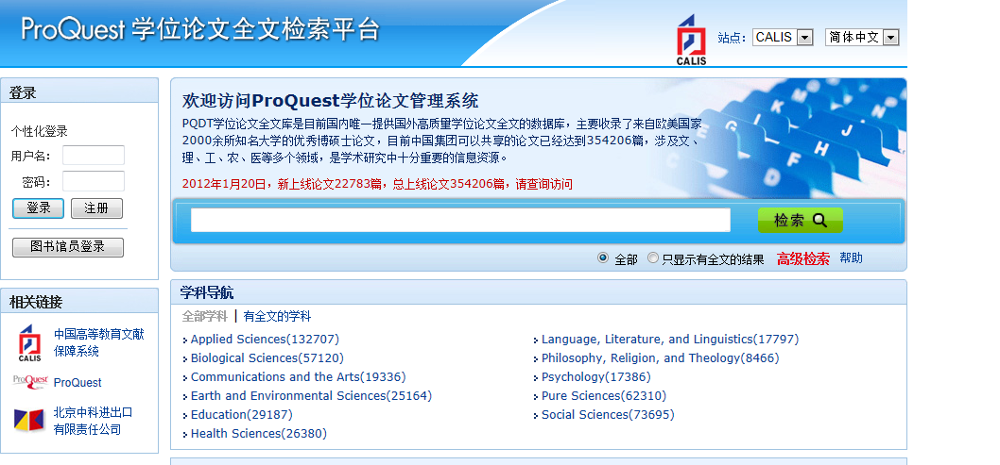 ProQuest 学位论文全文检索平台
CALIS
站点： CALIS
简体中文
登录
个性化登录
用户名：
密码：
登录 注册
图书馆员登录
相关链接
CALIS
中国高等教育文献
保障系统
ProQuest
ProQuest
北京中科进出口
有限责任公司
欢迎访问ProQuest学位论文管理系统
PQDT学位论文全文库是目前国内唯一提供国外高质量学位论文全文的数据库，主要收录了来自欧美国家
2000余所知名大学的优秀博硕士论文，目前中国集团可以共享的论文已经达到354206篇，涉及文、
理、工、农、医等多个领域，是学术研究中十分重要的信息资源。
2012年1月20日，新上线论文22783篇，总上线论文354206篇，请查询访问
检索
全部 只显示有全文的结果 高级检索 帮助
学科导航
全部学科 | 有全文的学科
Applied Sciences(132707)
Biological Sciences(57120)
Communications and the Arts(19336)
Earth and Environmental Sciences(25164)
Education(29187)
Health Sciences(26380)
Language, Literature, and Linguistics(17797)
Philosophy, Religion, and Theology(8466)
Psychology(17386)
Pure Sciences(62310)
Social Sciences(73695)